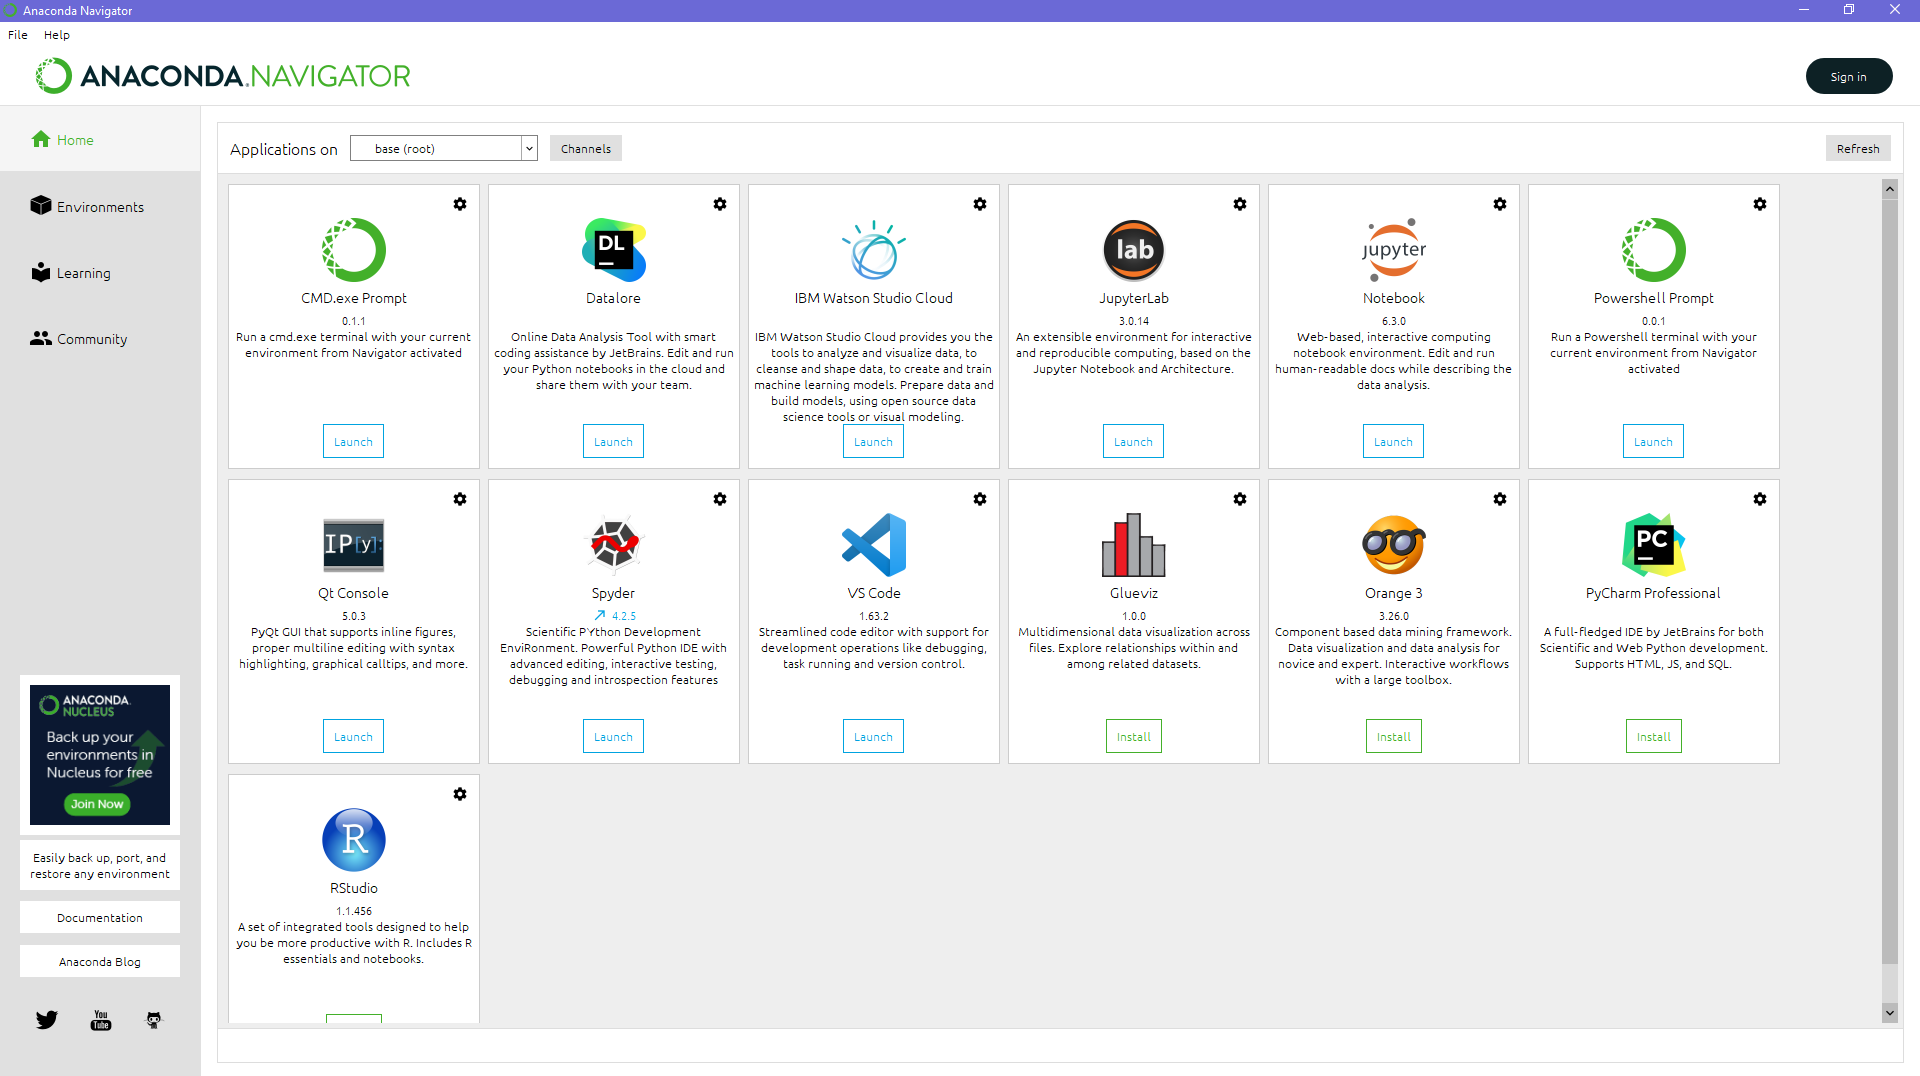 Anaconda Navigator
File Help
ANACONDA.NAVIGATOR
Sign in
Home
Environments
Learning
Community
ANACONDA.
NUCLEUS
Back up your
environments in
Nucleus for free
Join Now
Easily back up, port, and
restore any environment
Documentation
Anaconda Blog
You
Tube
Applications on base (root) Channels Refresh
CMD.exe Prompt
0.1.1
Run a cmd.exe terminal with your current
environment from Navigator activated
Launch
DL
Datalore
Online Data Analysis Tool with smart
coding assistance by JetBrains. Edit and run
your Python notebooks in the cloud and
share them with your team.
Launch
IBM Watson Studio Cloud
IBM Watson Studio Cloud provides you the
tools to analyze and visualize data, to
cleanse and shape data, to create and train
machine learning models. Prepare data and
build models, using open source data
science tools or visual modeling.
Launch
lab
JupyterLab
3.0.14
An extensible environment for interactive
and reproducible computing, based on the
Jupyter Notebook and Architecture.
Launch
jupyter
Notebook
6.3.0
Web-based, interactive computing
notebook environment. Edit and run
human-readable docs while describing the
data analysis.
Launch
Powershell Prompt
0.0.1
Run a Powershell terminal with your
current environment from Navigator
activated
Launch
IP[y]:
Qt Console
5.0.3
PyQt GUI that supports inline figures,
proper multiline editing with syntax
highlighting, graphical calltips, and more.
Launch
Spyder
4.2.5
Scientific PYthon Development
EnviRonment. Powerful Python IDE with
advanced editing, interactive testing,
debugging and introspection features
Launch
VS Code
1.63.2
Streamlined code editor with support for
development operations like debugging,
task running and version control.
Launch
Glueviz
1.0.0
Multidimensional data visualization across
files. Explore relationships within and
among related datasets.
Install
Orange 3
3.26.0
Component based data mining framework.
Data visualization and data analysis for
novice and expert. Interactive workflows
with a large toolbox.
Install
PC
PyCharm Professional
A full-fledged IDE by JetBrains for both
Scientific and Web Python development.
Supports HTML, JS, and SQL.
Install
R
RStudio
1.1.456
A set of integrated tools designed to help
you be more productive with R. Includes R
essentials and notebooks.